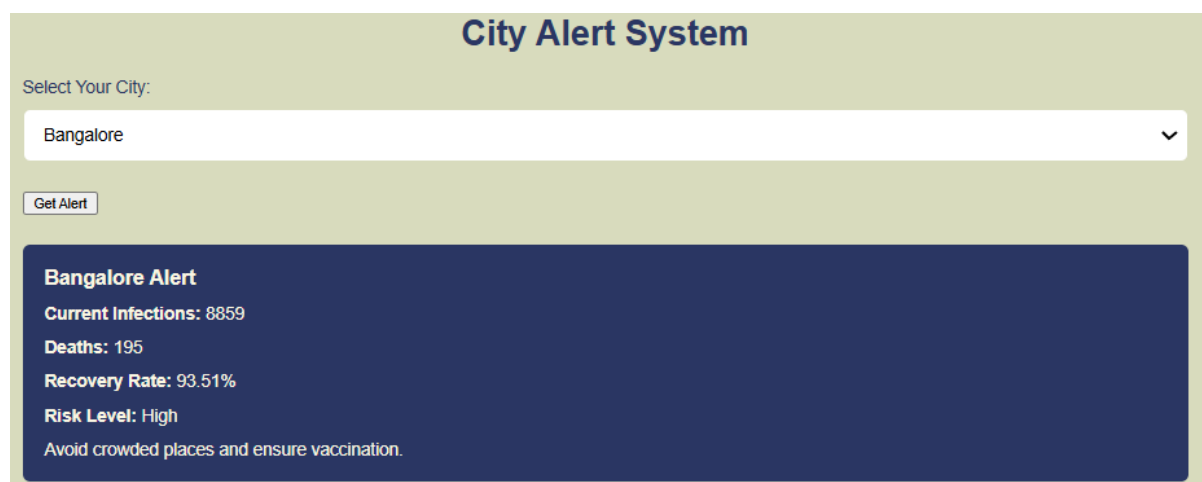 City Alert System
Select Your City:
Bangalore
Get Alert
Bangalore Alert
Current Infections: 8859
Deaths: 195
Recovery Rate: 93.51%
Risk Level: High
Avoid crowded places and ensure vaccination.